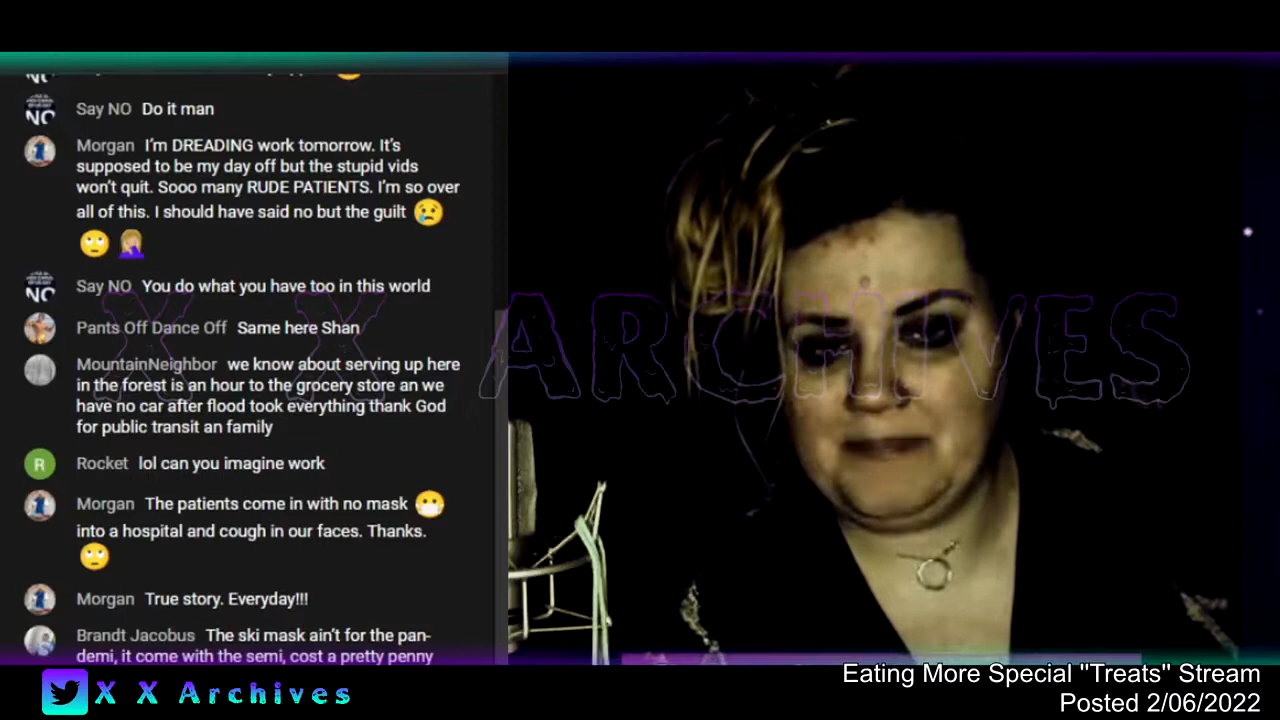 Say NO Do it man
Morgan I'm DREADING work tomorrow. It's
supposed to be my day off but the stupid vids
won't quit. Sooo many RUDE PATIENTS. I'm so over
all of this. I should have said no but the guilt 😢
🙄 🤦🏼‍♀️
Say NO You do what you have too in this world
Pants Off Dance Off Same here Shan
MountainNeighbor we know about serving up here
in the forest is an hour to the grocery store an we
have no car after flood took everything thank God
for public transit an family
R Rocket lol can you imagine work
Morgan The patients come in with no mask 😷
into a hospital and cough in our faces. Thanks.
🙄
Morgan True story. Everyday!!!
Brandt Jacobus The ski mask ain't for the pan-
demi, it come with the semi, cost a pretty penny
X X ARCHIVES
X X Archives
Eating More Special "Treats" Stream
Posted 2/06/2022